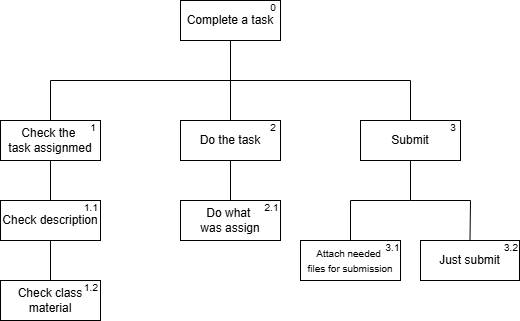 0
Complete a task
1
Check the
task assignmed
2
Do the task
3
Submit
1.1
Check description
2.1
Do what
was assign
3.1
Attach needed
files for submission
3.2
Just submit
1.2
Check class
material